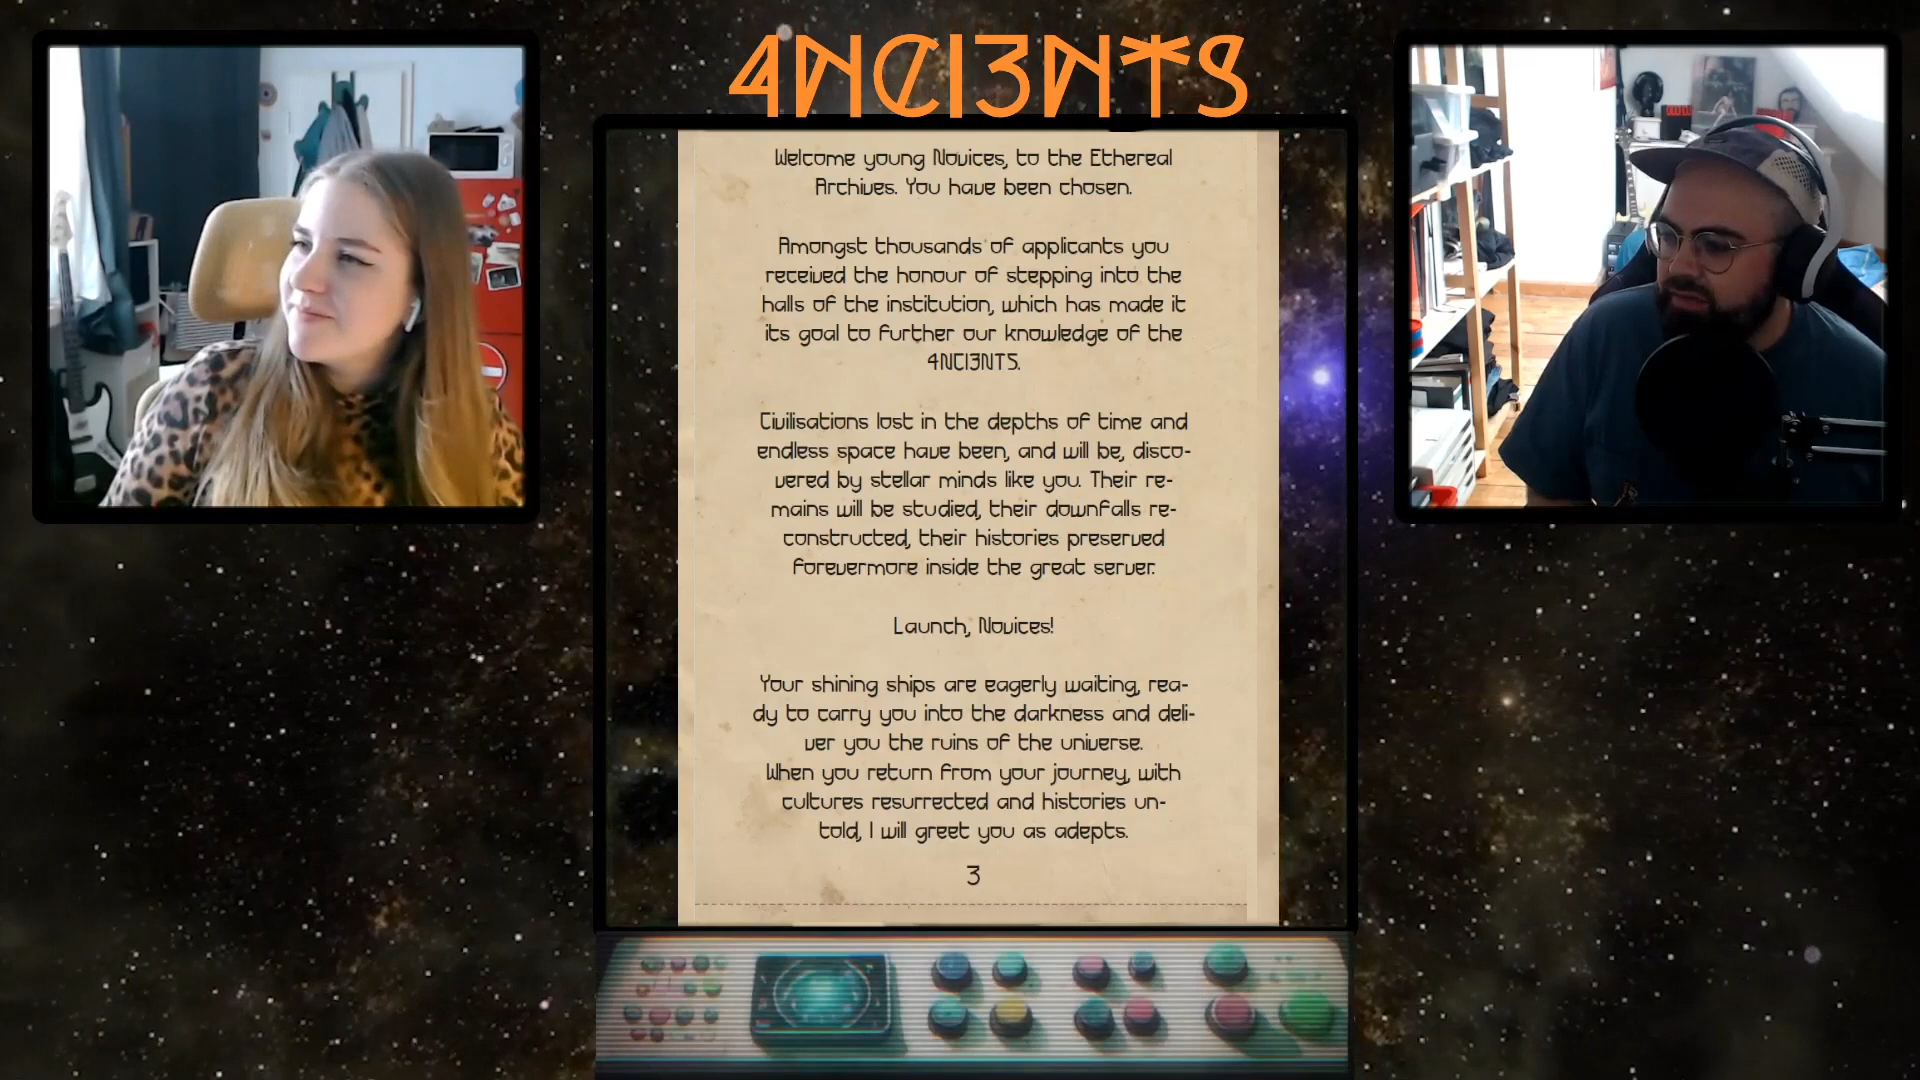 4NCI3NTS
Welcome young Novices, to the Ethereal
Archives. You have been chosen.
Amongst thousands of applicants you
received the honour of stepping into the
halls of the institution, which has made it
its goal to further our knowledge of the
4NCI3NTS.
Civilisations lost in the depths of time and
endless space have been, and will be, disco-
vered by stellar minds like you. Their re-
mains will be studied, their downfalls re-
constructed, their histories preserved
forevermore inside the great server.
Launch, Novices!
Your shining ships are eagerly waiting, rea-
dy to carry you into the darkness and deli-
ver you the ruins of the universe.
When you return from your journey, with
cultures resurrected and histories un-
told, I will greet you as adepts.
3